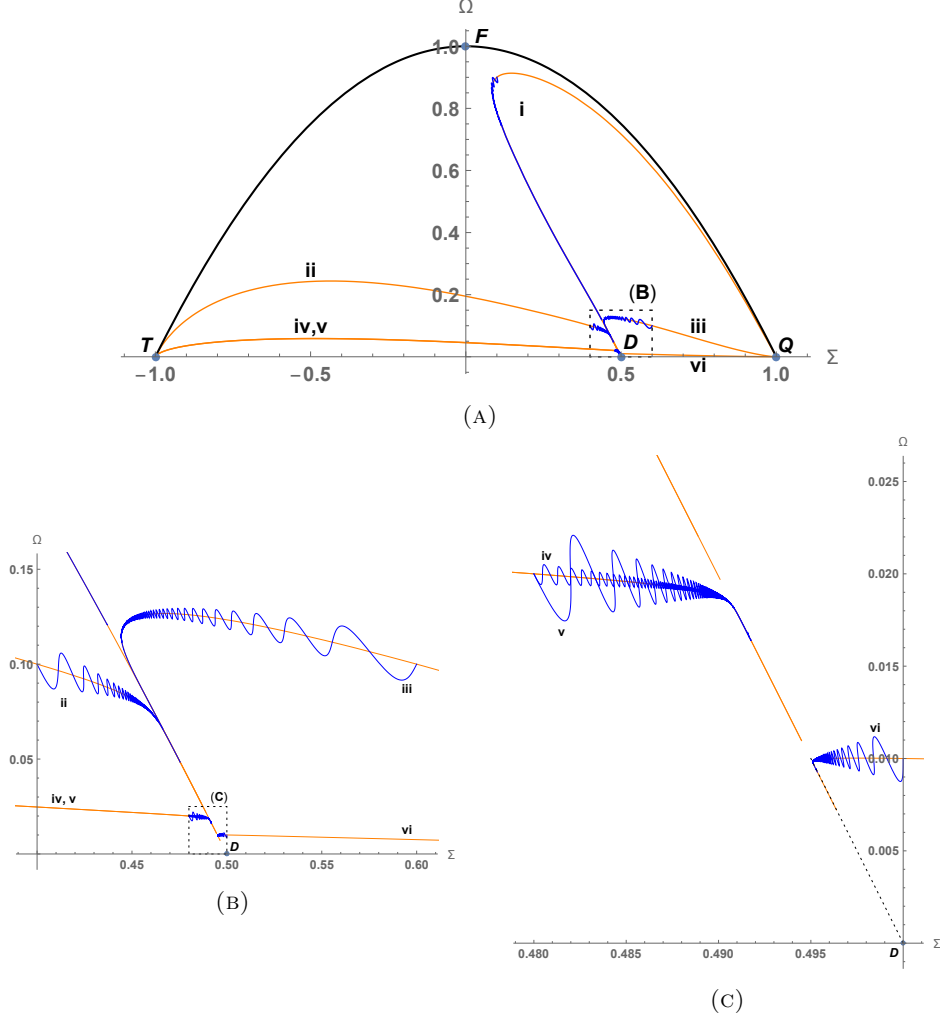 Ω
F
1.0
i
0.8
0.6
0.4
ii
0.2
(B)
iv,v
iii
T
D
Q
vi
Σ
−1.0
−0.5
0.5
1.0
(A)
Ω
0.15
0.10
ii
iii
0.05
iv, v
(C)
vi
D
Σ
0.45
0.50
0.55
0.60
(B)
Ω
0.025
iv
0.020
v
0.015
vi
0.010
0.005
D
Σ
0.480
0.485
0.490
0.495
(C)